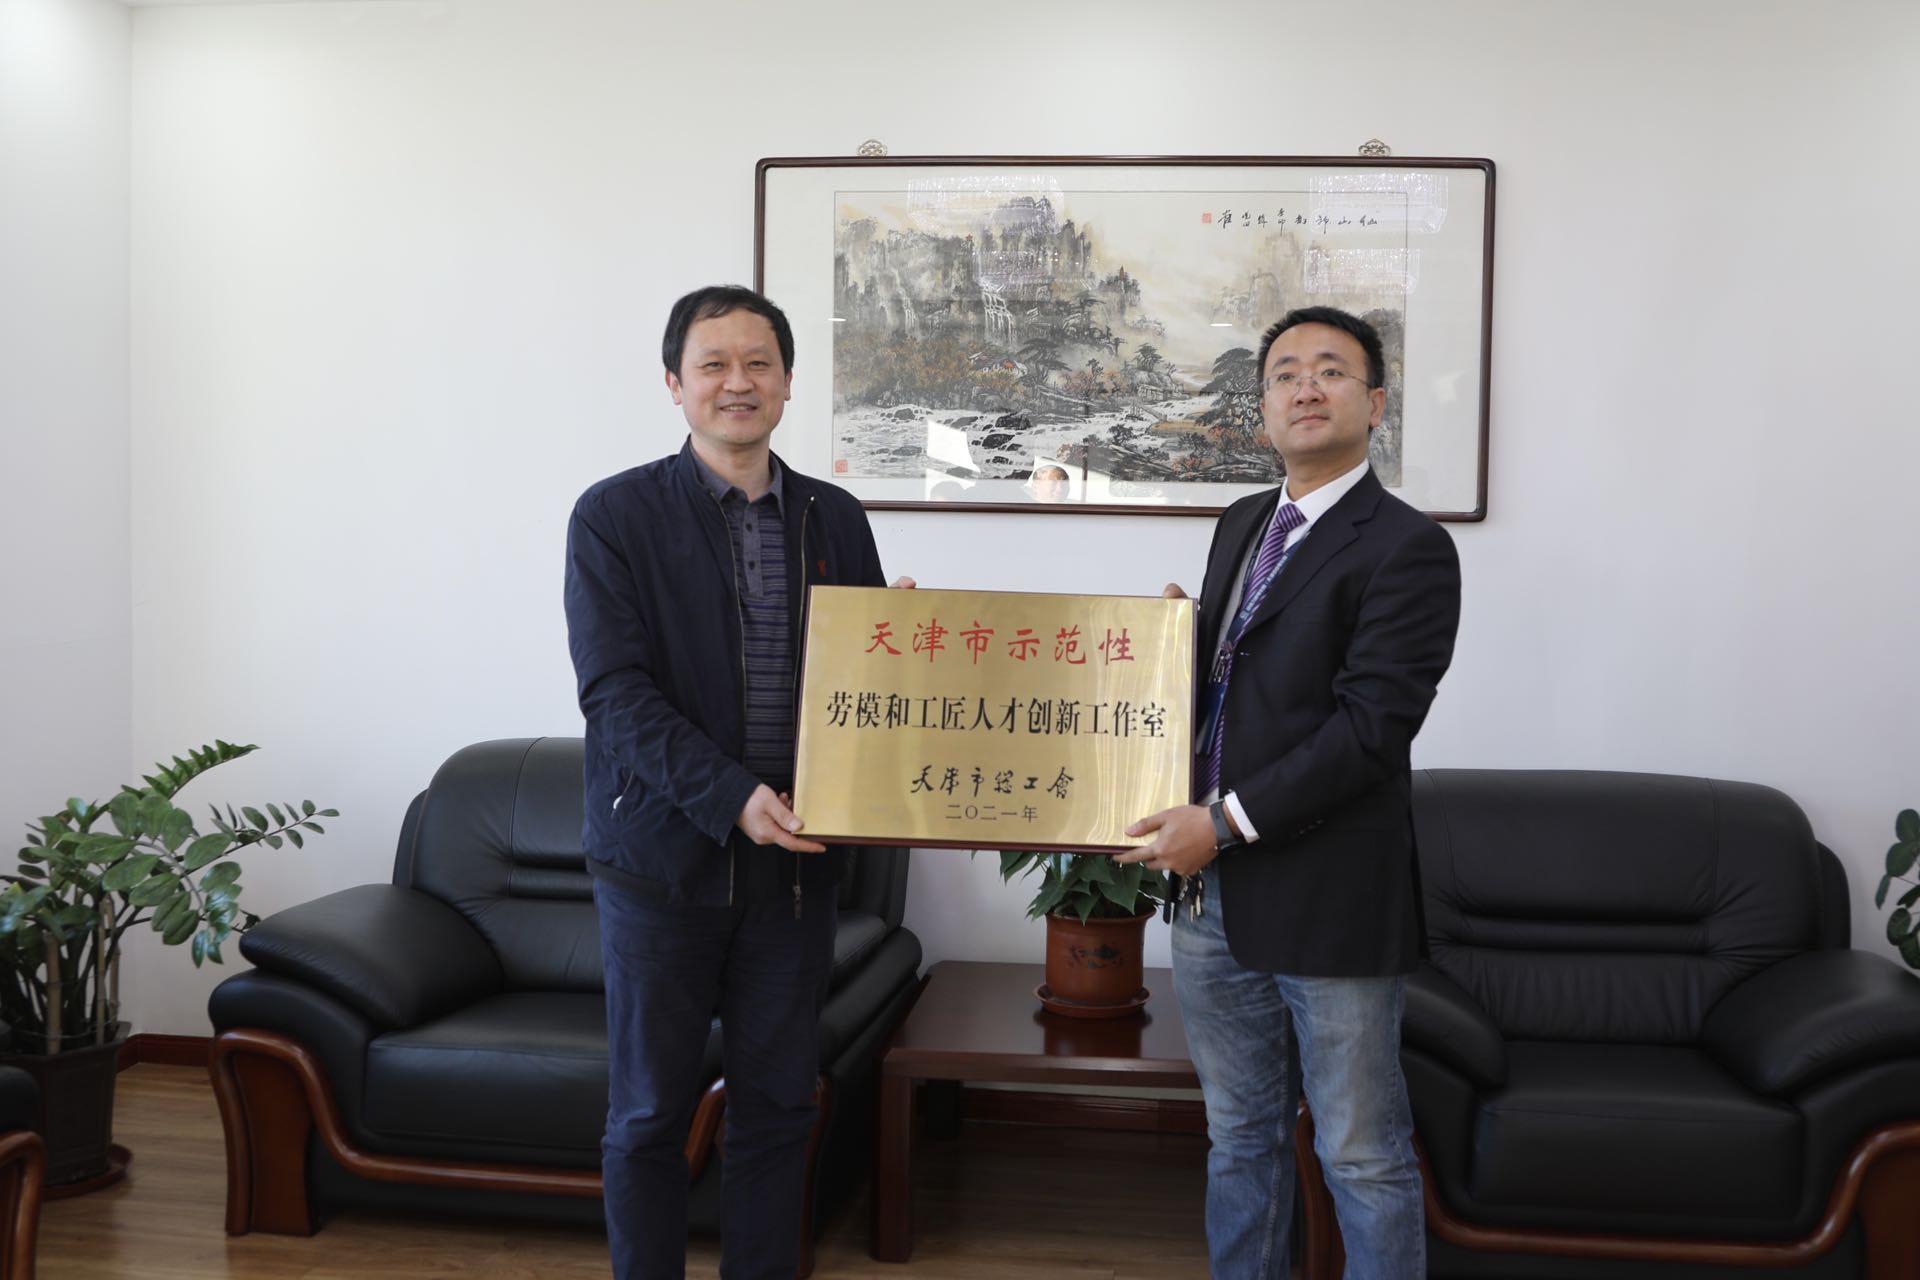 天津市示范性
劳模和工匠人才创新工作室
天津市总工會
二〇二一年